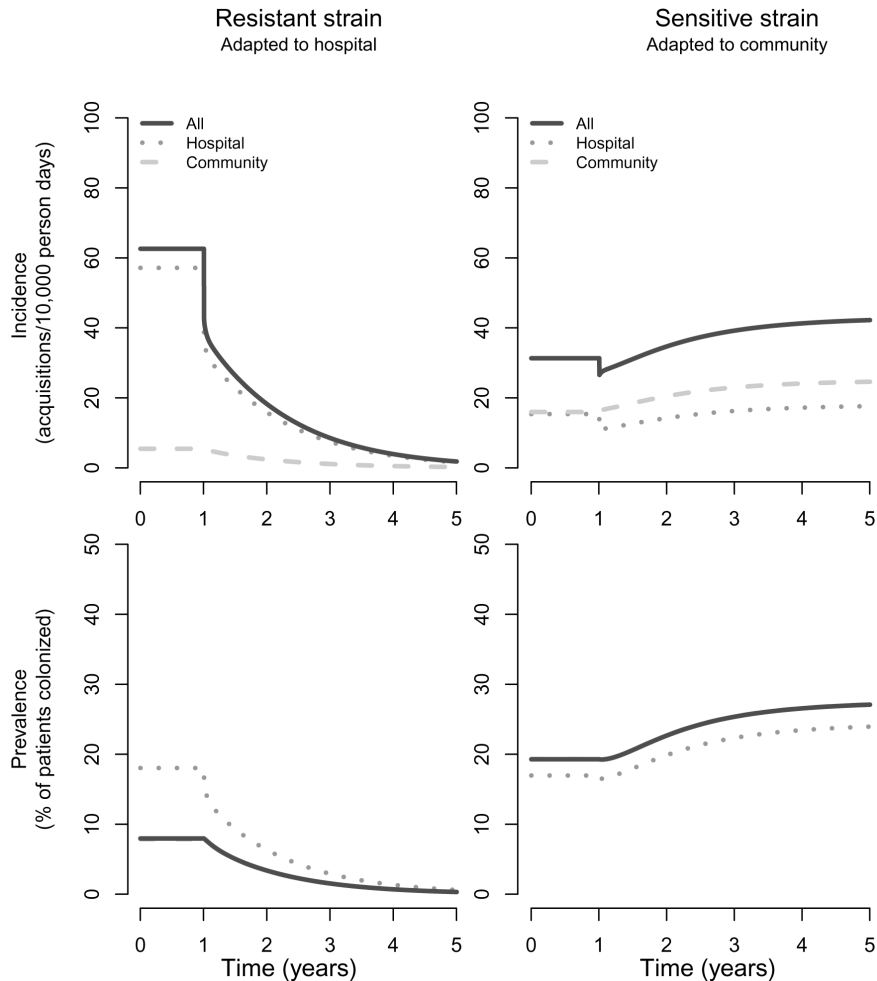 Resistant strain
Adapted to hospital
Sensitive strain
Adapted to community
Incidence
(acquisitions/10,000 person days)
100
80
60
40
20
0
All
Hospital
Community
0 1 2 3 4 5
100
80
60
40
20
0
All
Hospital
Community
0 1 2 3 4 5
Prevalence
(% of patients colonized)
50
40
30
20
10
0
0 1 2 3 4 5
Time (years)
50
40
30
20
10
0
0 1 2 3 4 5
Time (years)